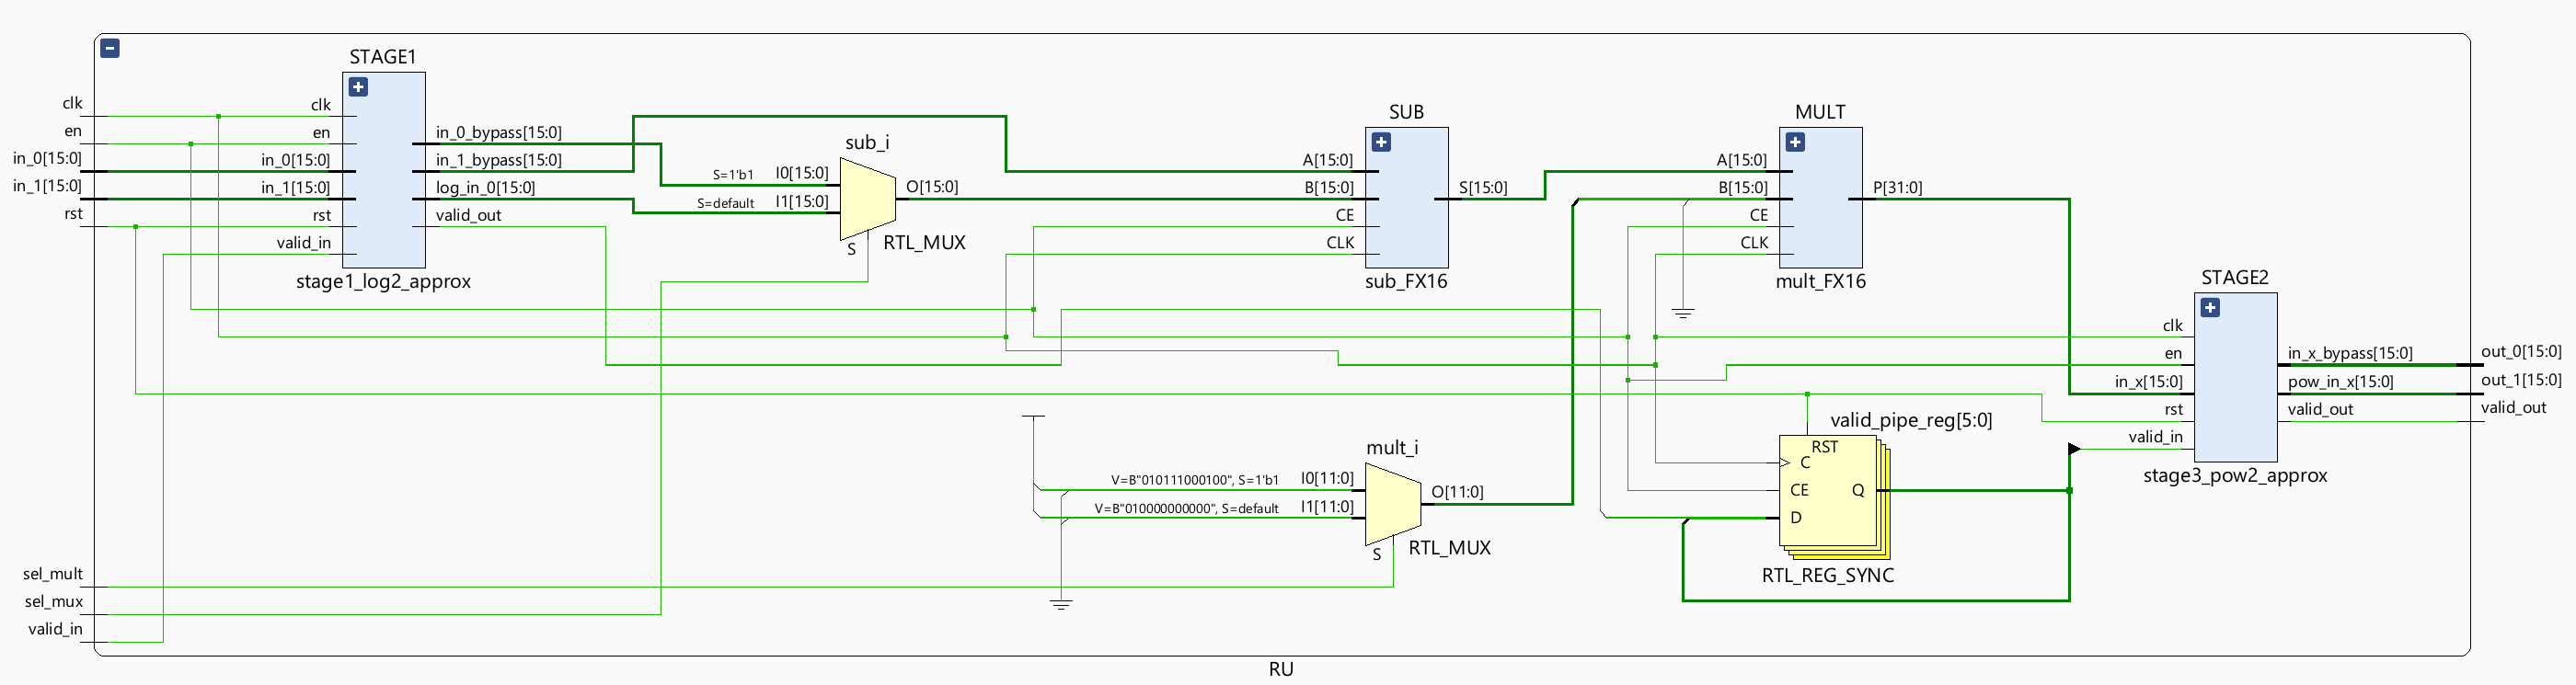 STAGE1
clk
en
in_0[15:0]
in_1[15:0]
rst
clk
en
in_0[15:0]
in_1[15:0]
rst
valid_in
in_0_bypass[15:0]
in_1_bypass[15:0]
log_in_0[15:0]
valid_out
stage1_log2_approx
sub_i
S=1'b1 I0[15:0]
S=default I1[15:0]
O[15:0]
S
RTL_MUX
SUB
A[15:0]
B[15:0]
CE
CLK
S[15:0]
sub_FX16
MULT
A[15:0]
B[15:0]
CE
CLK
P[31:0]
mult_FX16
STAGE2
clk
en
in_x[15:0]
rst
valid_in
in_x_bypass[15:0]
pow_in_x[15:0]
valid_out
stage3_pow2_approx
out_0[15:0]
out_1[15:0]
valid_out
mult_i
V=B"010111000100", S=1'b1 I0[11:0]
V=B"010000000000", S=default I1[11:0]
O[11:0]
S
RTL_MUX
valid_pipe_reg[5:0]
RST
C
CE
D
Q
RTL_REG_SYNC
sel_mult
sel_mux
valid_in
RU